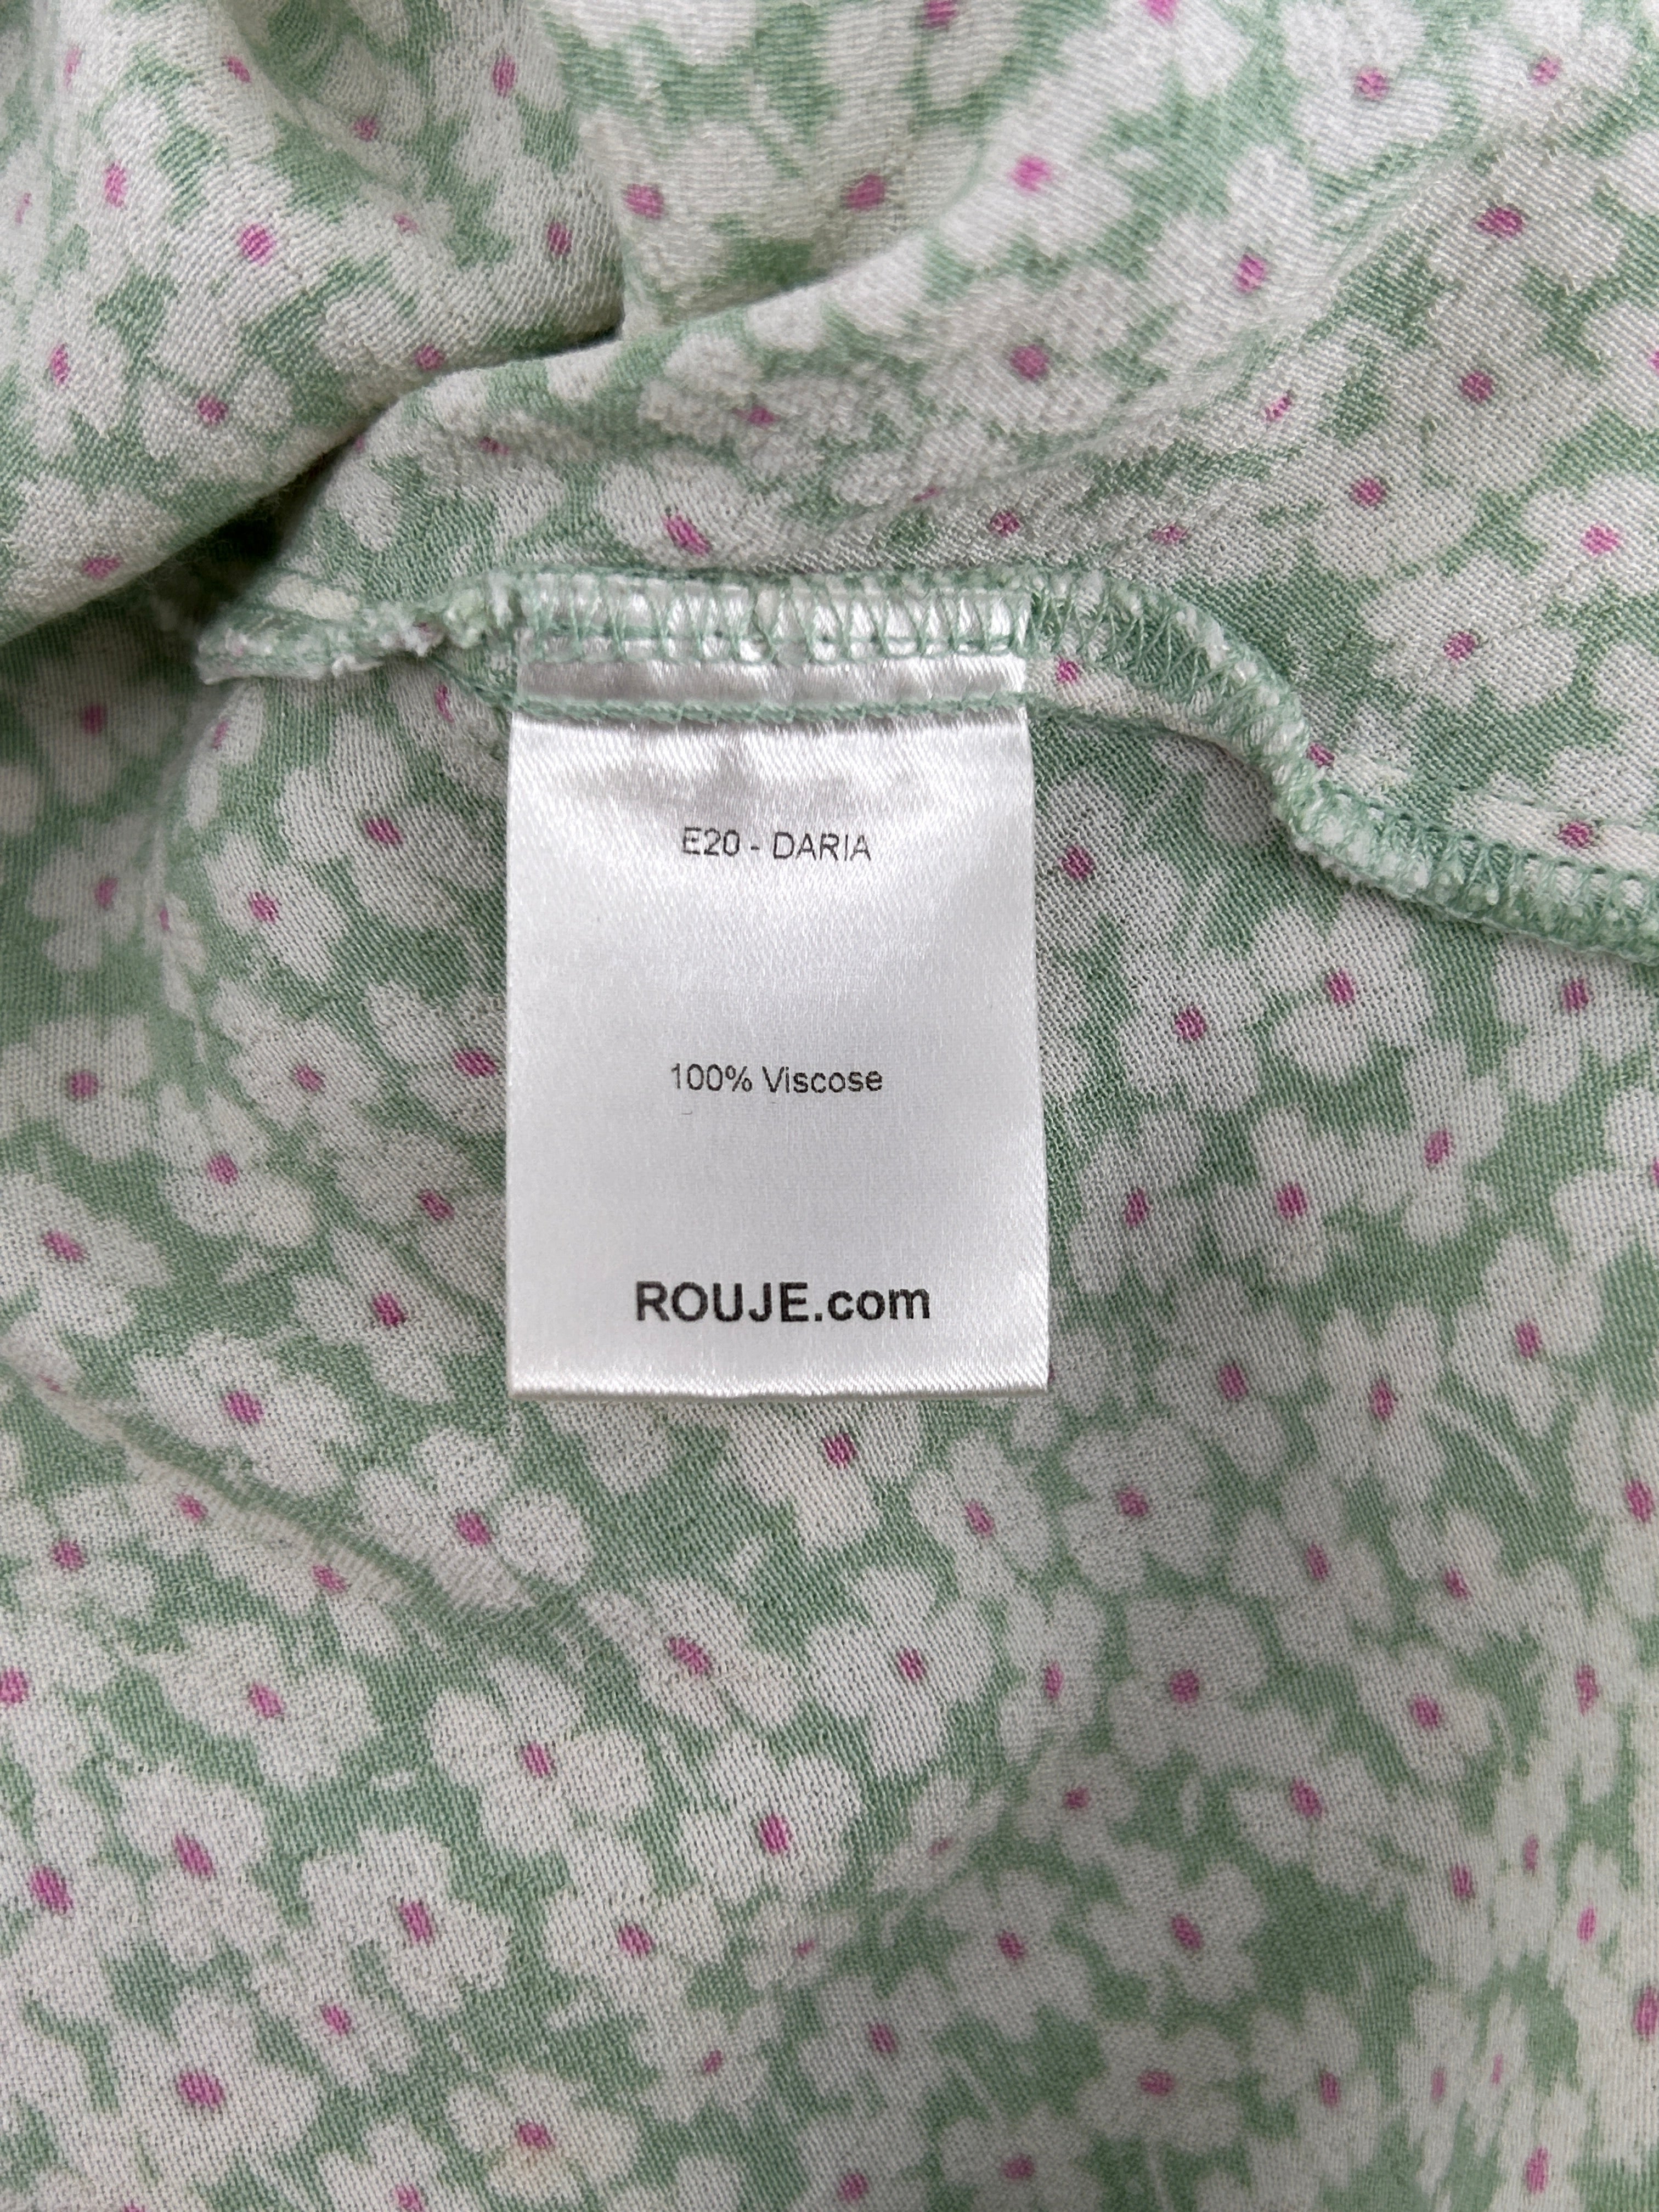 E20 - DARIA
100% Viscose
ROUJE.com